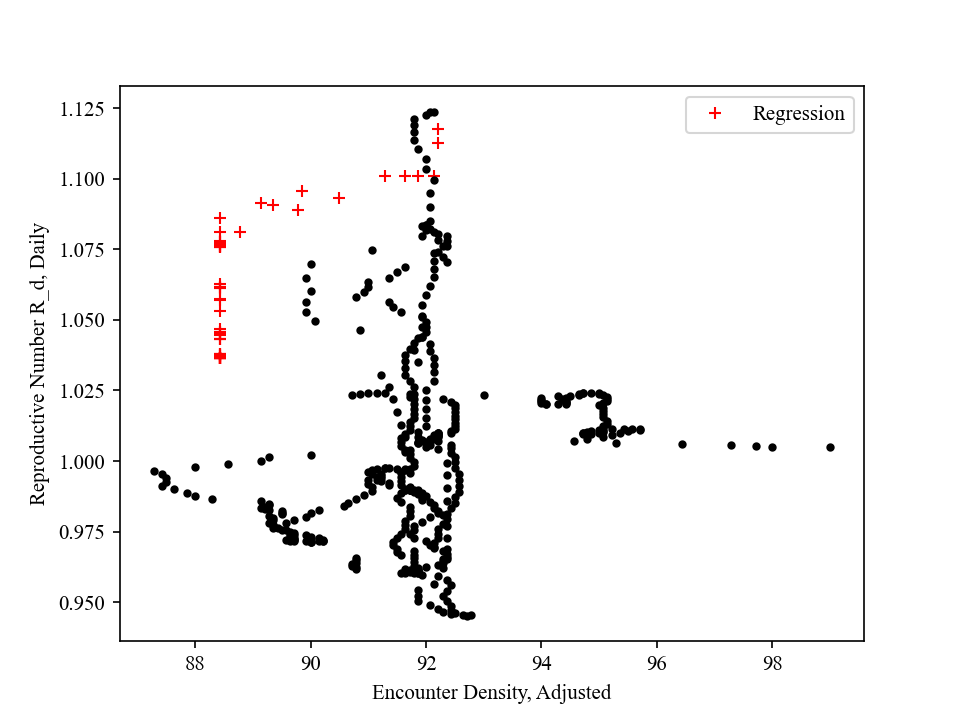 Regression
1.125
1.100
1.075
1.050
1.025
1.000
0.975
0.950
Reproductive Number R_d, Daily
88 90 92 94 96 98
Encounter Density, Adjusted